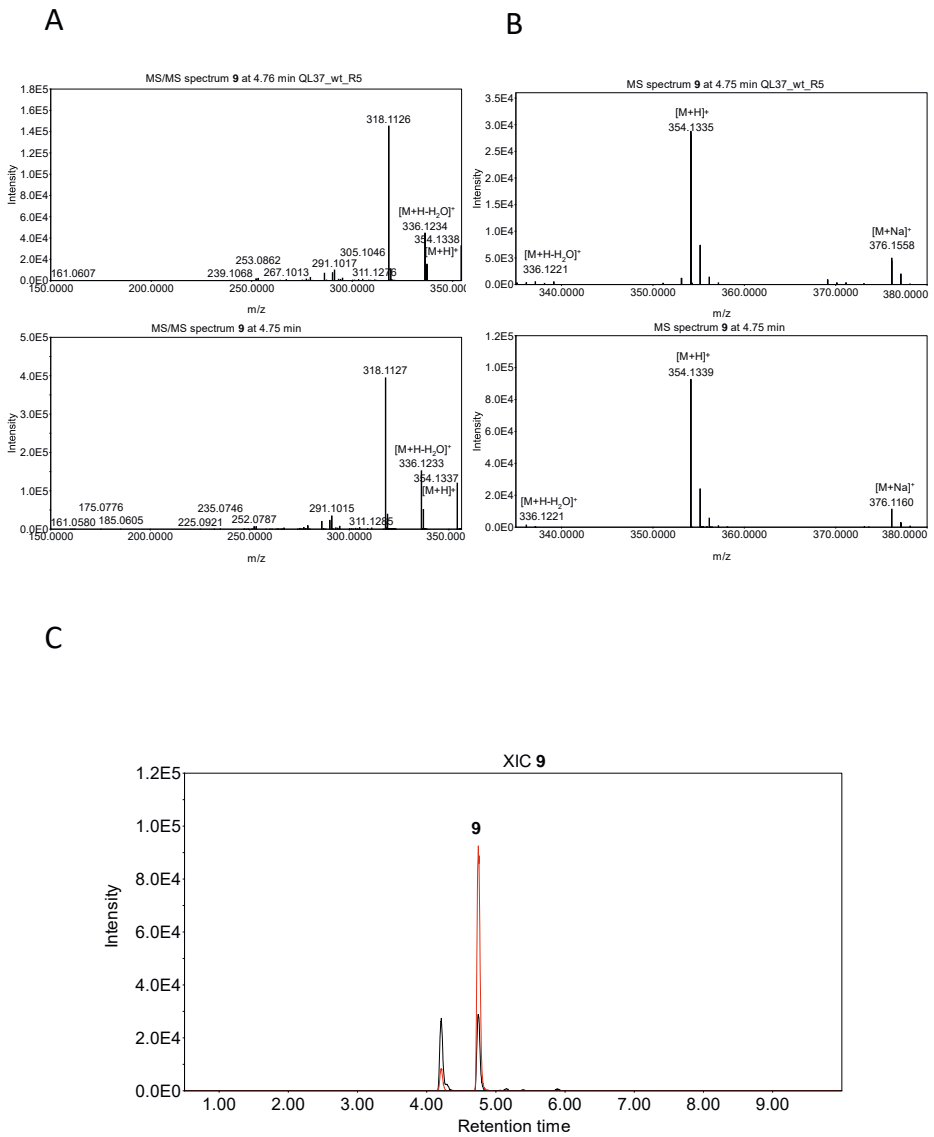 A
B
MS/MS spectrum 9 at 4.76 min QL37_wt_R5
1.8E5
1.6E5
1.4E5
1.2E5
1.0E5
8.0E4
6.0E4
4.0E4
2.0E4
0.0E0
Intensity
318.1126
[M+H-H₂O]⁺
336.1234
354.1338
[M+H]⁺
305.1046
253.0862
291.1017
239.1068
267.1013
311.1276
161.0607
150.0000
200.0000
250.0000
300.0000
350.0000
m/z
MS spectrum 9 at 4.75 min QL37_wt_R5
3.5E4
3.0E4
2.5E4
2.0E4
1.5E4
1.0E4
5.0E3
0.0E0
Intensity
[M+H]⁺
354.1335
[M+Na]⁺
376.1558
[M+H-H₂O]⁺
336.1221
340.0000
350.0000
360.0000
370.0000
380.0000
m/z
MS/MS spectrum 9 at 4.75 min
5.0E5
4.0E5
3.0E5
2.0E5
1.0E5
0.0E0
Intensity
318.1127
[M+H-H₂O]⁺
336.1233
354.1337
[M+H]⁺
175.0776
235.0746
291.1015
161.0580
185.0605
225.0921
252.0787
311.1285
150.0000
200.0000
250.0000
300.0000
350.0000
m/z
MS spectrum 9 at 4.75 min
1.2E5
1.0E5
8.0E4
6.0E4
4.0E4
2.0E4
0.0E0
Intensity
[M+H]⁺
354.1339
[M+Na]⁺
376.1160
[M+H-H₂O]⁺
336.1221
340.0000
350.0000
360.0000
370.0000
380.0000
m/z
C
XIC 9
1.2E5
1.0E5
8.0E4
6.0E4
4.0E4
2.0E4
0.0E0
Intensity
9
1.00
2.00
3.00
4.00
5.00
6.00
7.00
8.00
9.00
Retention time